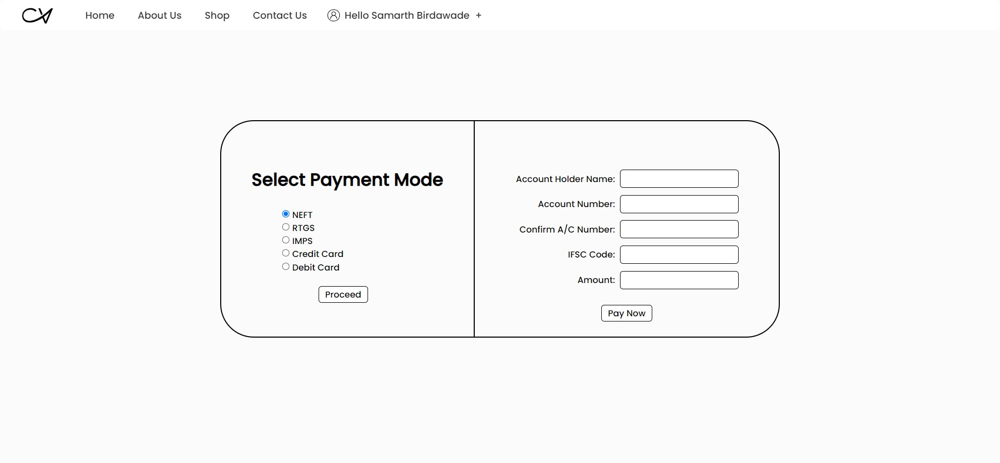 CA
Home About Us Shop Contact Us Hello Samarth Birdawade +
Select Payment Mode
NEFT
RTGS
IMPS
Credit Card
Debit Card
Proceed
Account Holder Name:
Account Number:
Confirm A/C Number:
IFSC Code:
Amount:
Pay Now